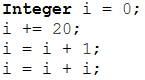 Integer i = 0;
i += 20;
i = i + 1;
i = i + i;